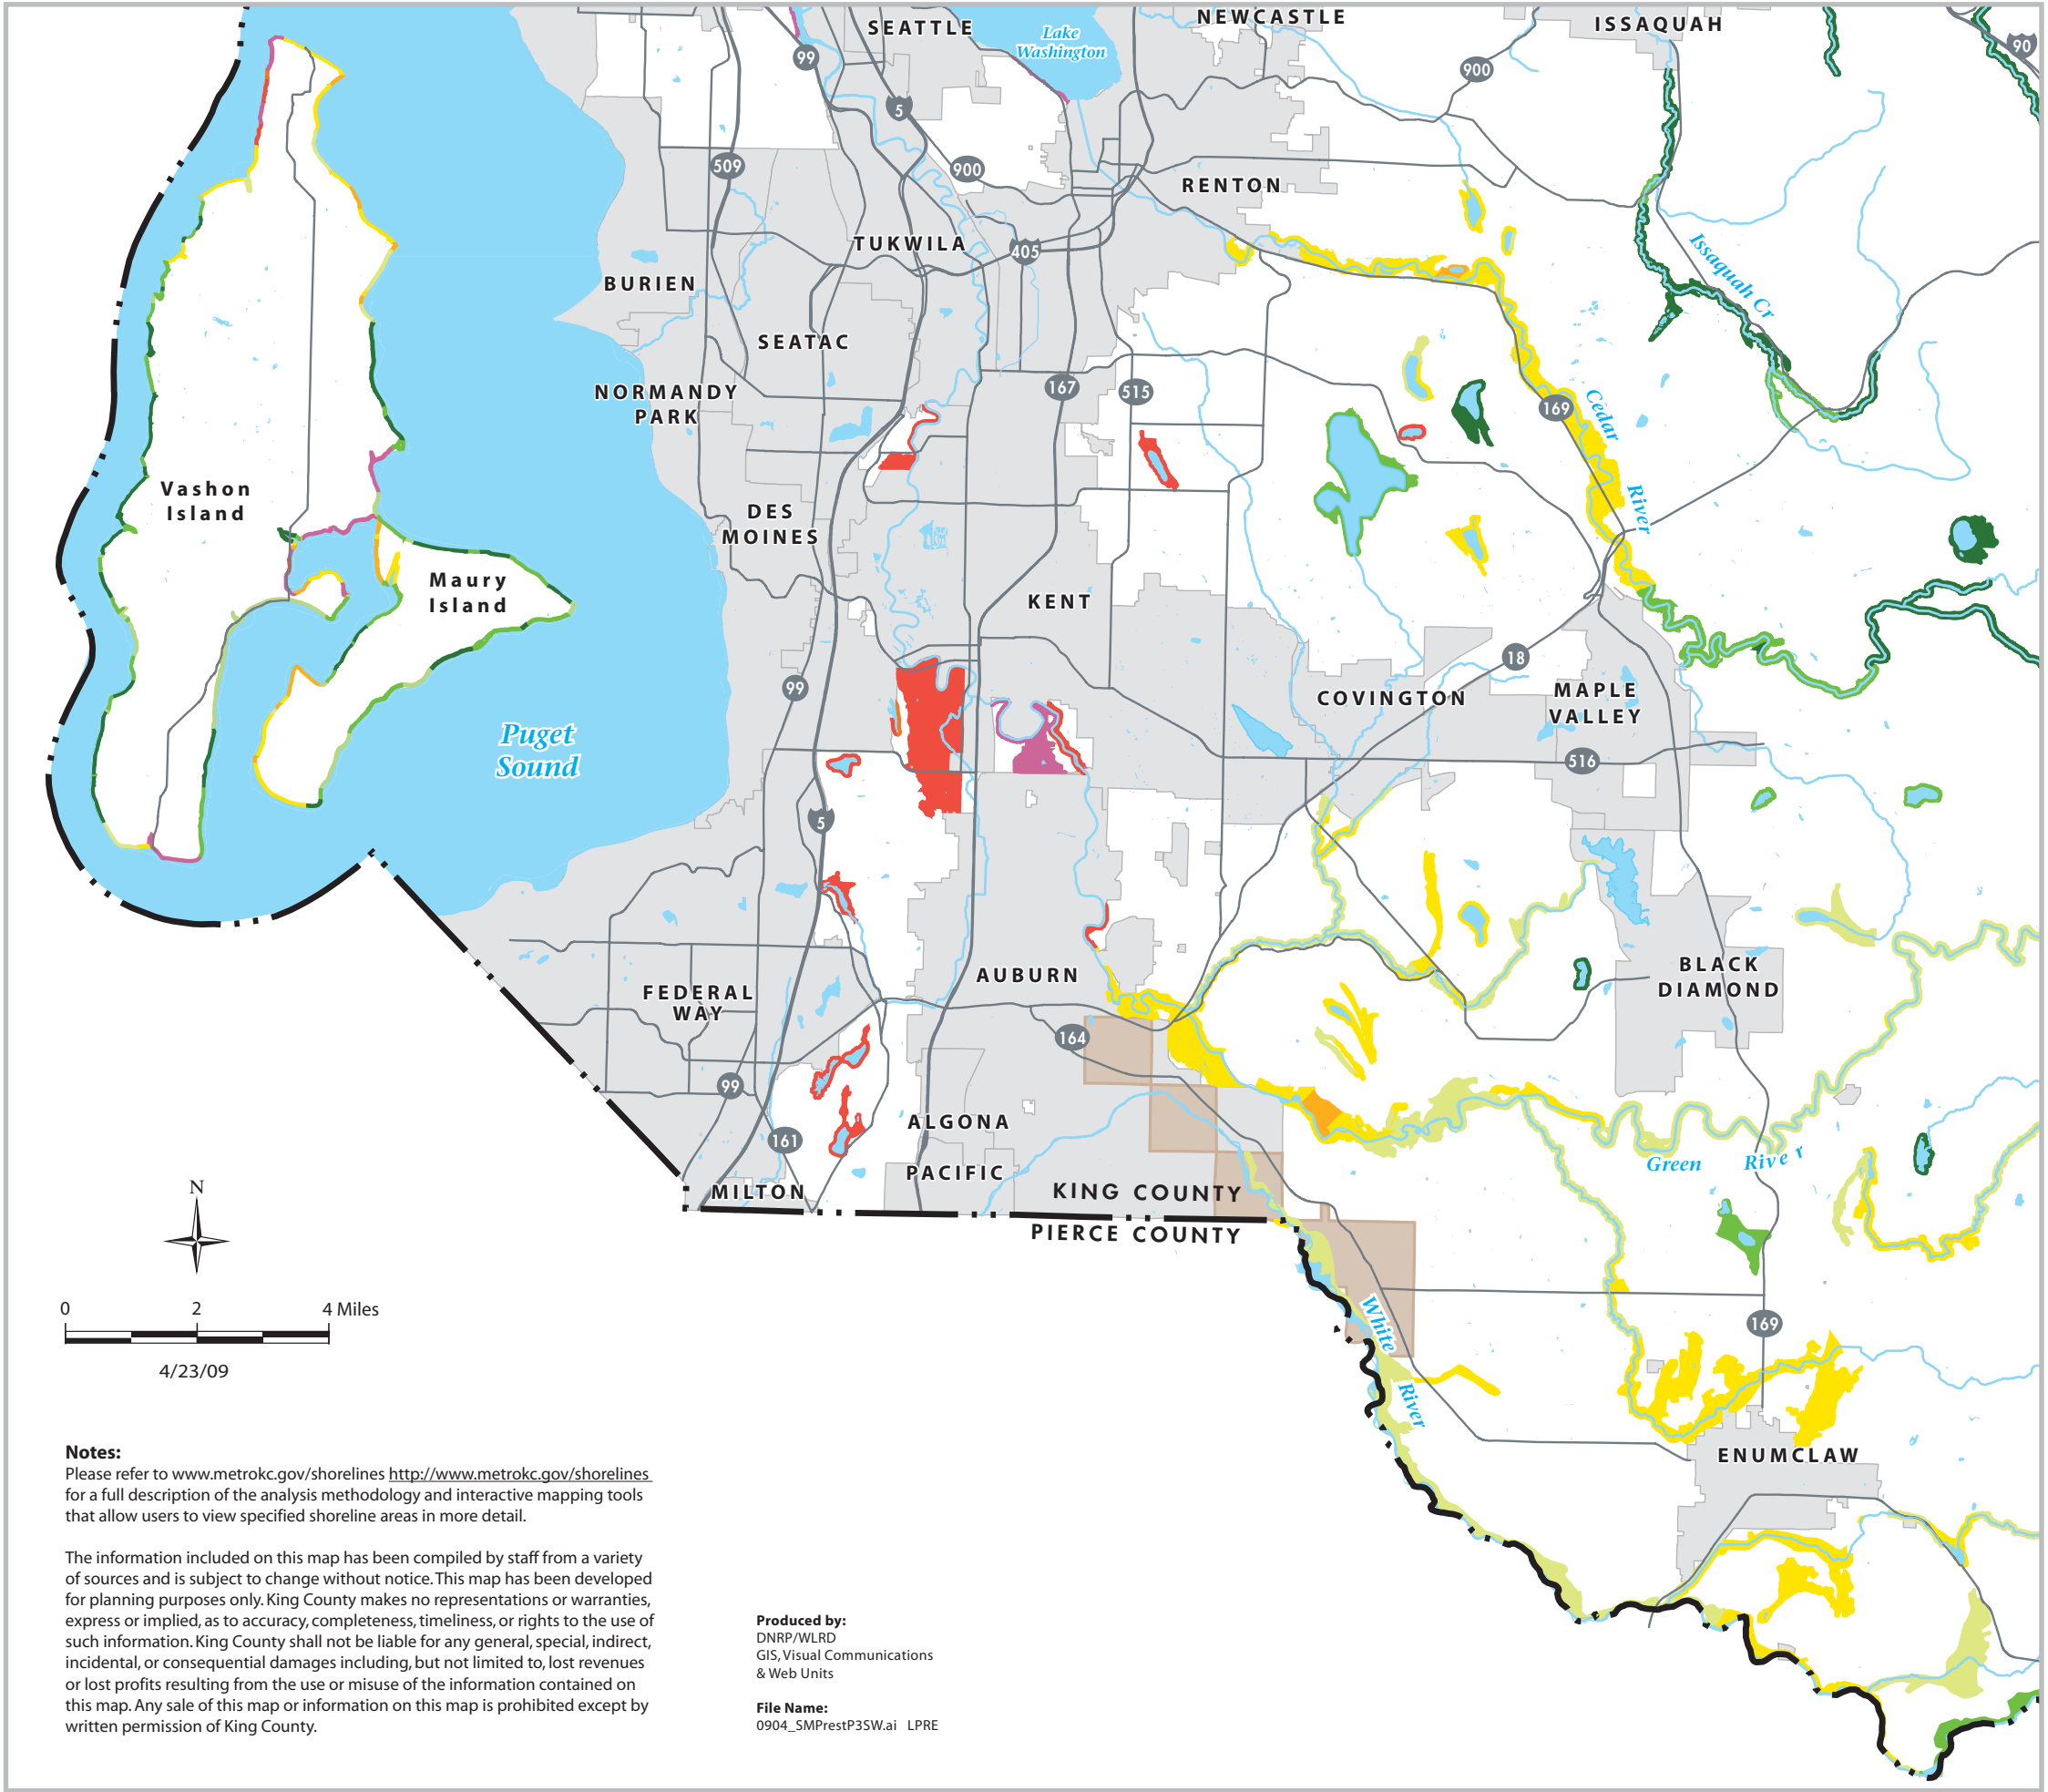 SEATTLE
Lake
Washington
NEWCASTLE
ISSAQUAH
90
99
900
5
509
900
RENTON
TUKWILA
405
BURIEN
Issaquah Cr
SEATAC
NORMANDY
PARK
167
515
169
Cedar
River
Vashon
Island
DES
MOINES
Maury
Island
KENT
18
99
COVINGTON
MAPLE
VALLEY
Puget
Sound
516
5
AUBURN
BLACK
DIAMOND
FEDERAL
WAY
164
99
ALGONA
161
Green River
PACIFIC
MILTON
KING COUNTY
PIERCE COUNTY
N
0 2 4 Miles
4/23/09
White
River
169
ENUMCLAW
Notes:
Please refer to www.metrokc.gov/shorelines http://www.metrokc.gov/shorelines
for a full description of the analysis methodology and interactive mapping tools
that allow users to view specified shoreline areas in more detail.
The information included on this map has been compiled by staff from a variety
of sources and is subject to change without notice. This map has been developed
for planning purposes only. King County makes no representations or warranties,
express or implied, as to accuracy, completeness, timeliness, or rights to the use of
such information. King County shall not be liable for any general, special, indirect,
incidental, or consequential damages including, but not limited to, lost revenues
or lost profits resulting from the use or misuse of the information contained on
this map. Any sale of this map or information on this map is prohibited except by
written permission of King County.
Produced by:
DNRP/WLRD
GIS, Visual Communications
& Web Units
File Name:
0904_SMPrestP3SW.ai LPRE